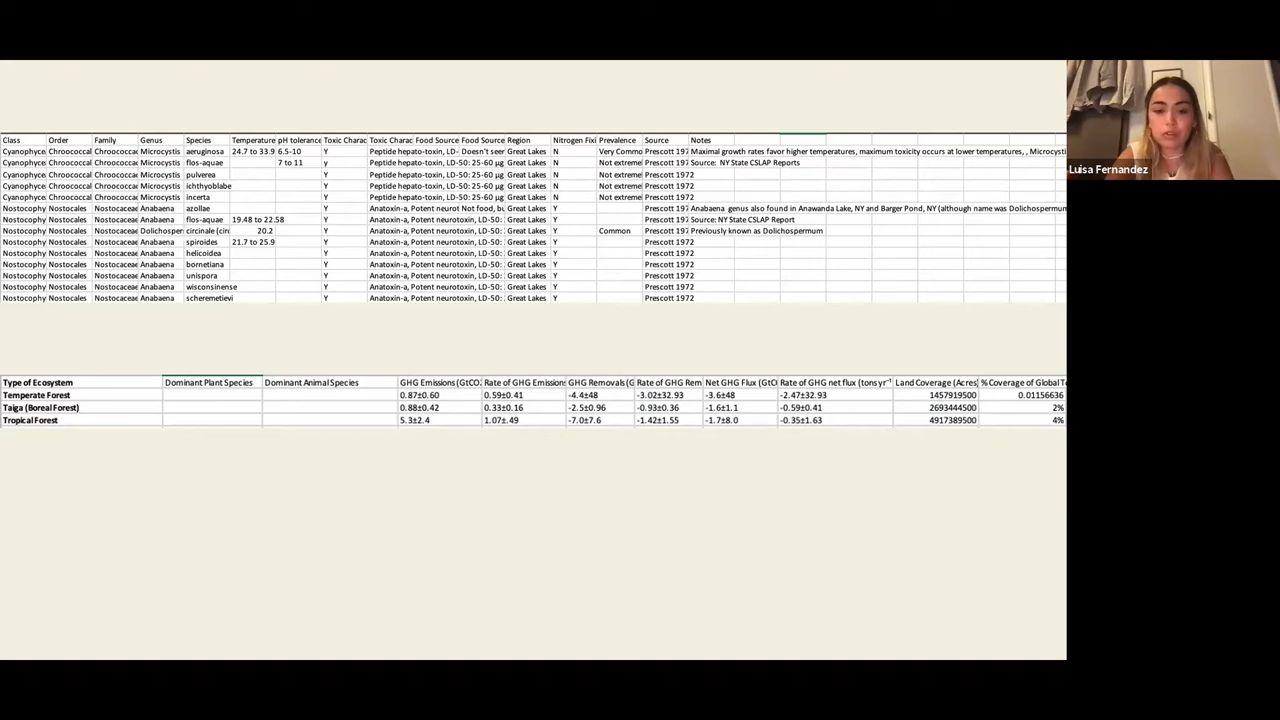 Class Order Family Genus Species Temperature pH tolerance Toxic Charac Toxic Charac Food Source Food Source Region Nitrogen Fixi Prevalence Source Notes
Cyanophyce Chroococcal Chroococcac Microcystis aeruginosa 24.7 to 33.9 6.5-10 Y Peptide hepato-toxin, LD- Doesn't seer Great Lakes N Very Commo Prescott 197 Maximal growth rates favor higher temperatures, maximum toxicity occurs at lower temperatures, , Microcysti
Cyanophyce Chroococcal Chroococcac Microcystis flos-aquae 7 to 11 y Peptide hepato-toxin, LD-50: 25-60 µg Great Lakes N Not extreme Prescott 197 Source: NY State CSLAP Reports
Cyanophyce Chroococcal Chroococcac Microcystis pulverea Y Peptide hepato-toxin, LD-50: 25-60 µg Great Lakes N Not extreme Prescott 1972
Cyanophyce Chroococcal Chroococcac Microcystis ichthyoblabe Y Peptide hepato-toxin, LD-50: 25-60 µg Great Lakes N Not extreme Prescott 1972
Cyanophyce Chroococcal Chroococcac Microcystis incerta Y Peptide hepato-toxin, LD-50: 25-60 µg Great Lakes N Not extreme Prescott 1972
Nostocophy Nostocales Nostocaceae Anabaena azollae Y Anatoxin-a, Potent neurot Not food, bu Great Lakes Y Prescott 197 Anabaena genus also found in Anawanda Lake, NY and Barger Pond, NY (although name was Dolichospermum
Nostocophy Nostocales Nostocaceae Anabaena flos-aquae 19.48 to 22.58 Y Anatoxin-a, Potent neurotoxin, LD-50: Great Lakes Y Prescott 197 Source: NY State CSLAP Report
Nostocophy Nostocales Nostocaceae Dolichosper circinale (circ 20.2 Y Anatoxin-a, Potent neurotoxin, LD-50: Great Lakes Y Common Prescott 197 Previously known as Dolichospermum
Nostocophy Nostocales Nostocaceae Anabaena spiroides 21.7 to 25.9 Y Anatoxin-a, Potent neurotoxin, LD-50: Great Lakes Y Prescott 1972
Nostocophy Nostocales Nostocaceae Anabaena helicoidea Y Anatoxin-a, Potent neurotoxin, LD-50: Great Lakes Y Prescott 1972
Nostocophy Nostocales Nostocaceae Anabaena bornetiana Y Anatoxin-a, Potent neurotoxin, LD-50: Great Lakes Y Prescott 1972
Nostocophy Nostocales Nostocaceae Anabaena unispora Y Anatoxin-a, Potent neurotoxin, LD-50: Great Lakes Y Prescott 1972
Nostocophy Nostocales Nostocaceae Anabaena wisconsinense Y Anatoxin-a, Potent neurotoxin, LD-50: Great Lakes Y Prescott 1972
Nostocophy Nostocales Nostocaceae Anabaena scheremetievi Y Anatoxin-a, Potent neurotoxin, LD-50: Great Lakes Y Prescott 1972
Luisa Fernandez
Type of Ecosystem Dominant Plant Species Dominant Animal Species GHG Emissions (GtCO Rate of GHG Emissions GHG Removals (G Rate of GHG Rem Net GHG Flux (GtCO Rate of GHG net flux (tons yr⁻¹ Land Coverage (Acres) % Coverage of Global Te
Temperate Forest 0.87±0.60 0.59±0.41 -4.4±48 -3.02±32.93 -3.6±48 -2.47±32.93 1457919500 0.01156636
Taiga (Boreal Forest) 0.88±0.42 0.33±0.16 -2.5±0.96 -0.93±0.36 -1.6±1.1 -0.59±0.41 2693444500 2%
Tropical Forest 5.3±2.4 1.07±.49 -7.0±7.6 -1.42±1.55 -1.7±8.0 -0.35±1.63 4917389500 4%